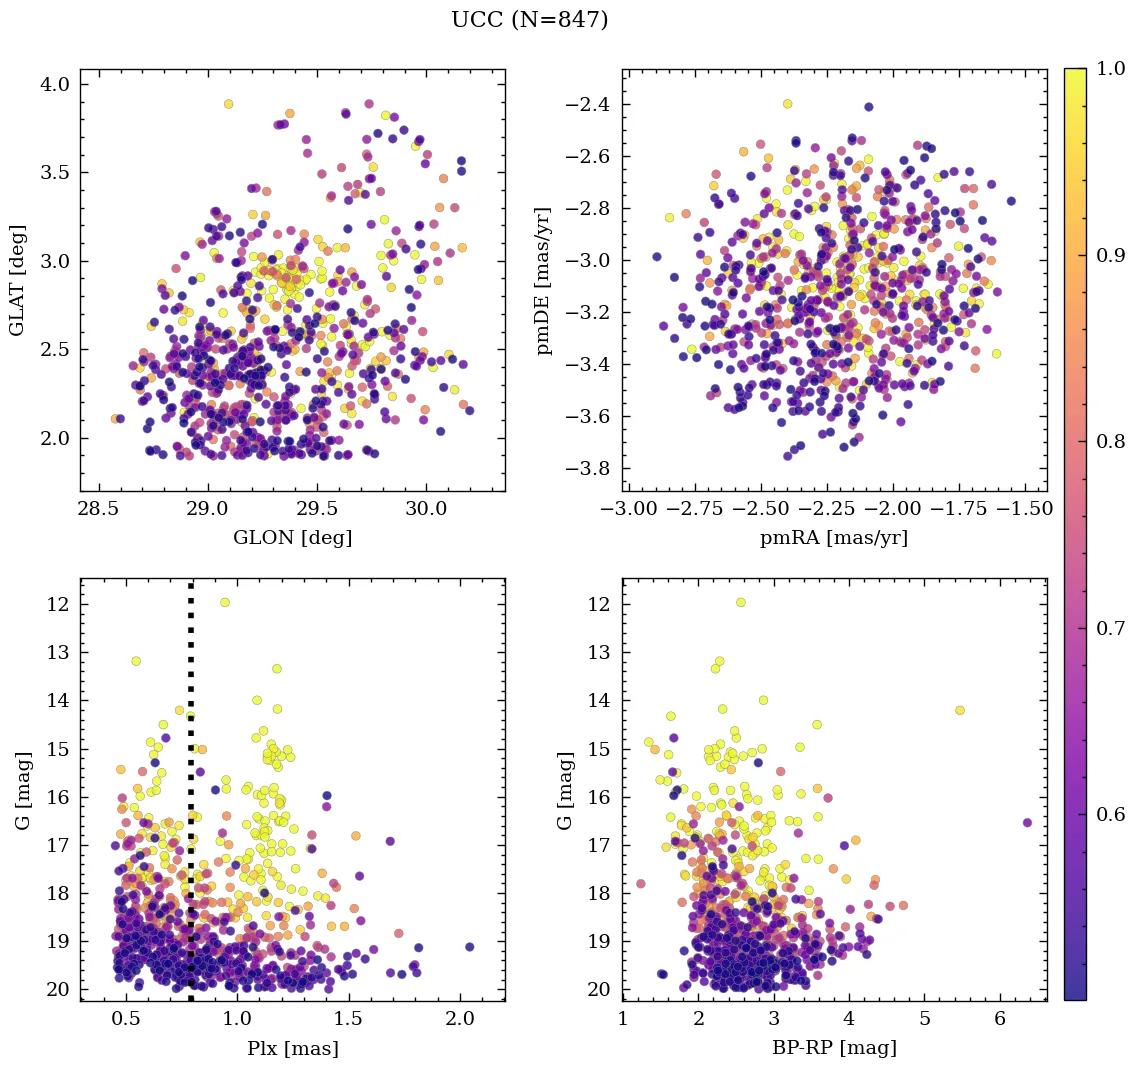 UCC (N=847)
4.0
3.5
3.0
2.5
2.0
GLAT [deg]
28.5 29.0 29.5 30.0
GLON [deg]
−2.4
−2.6
−2.8
−3.0
−3.2
−3.4
−3.6
−3.8
pmDE [mas/yr]
−3.00 −2.75 −2.50 −2.25 −2.00 −1.75 −1.50
pmRA [mas/yr]
1.0
0.9
0.8
0.7
0.6
12
13
14
15
16
17
18
19
20
G [mag]
0.5 1.0 1.5 2.0
Plx [mas]
12
13
14
15
16
17
18
19
20
G [mag]
1 2 3 4 5 6
BP-RP [mag]